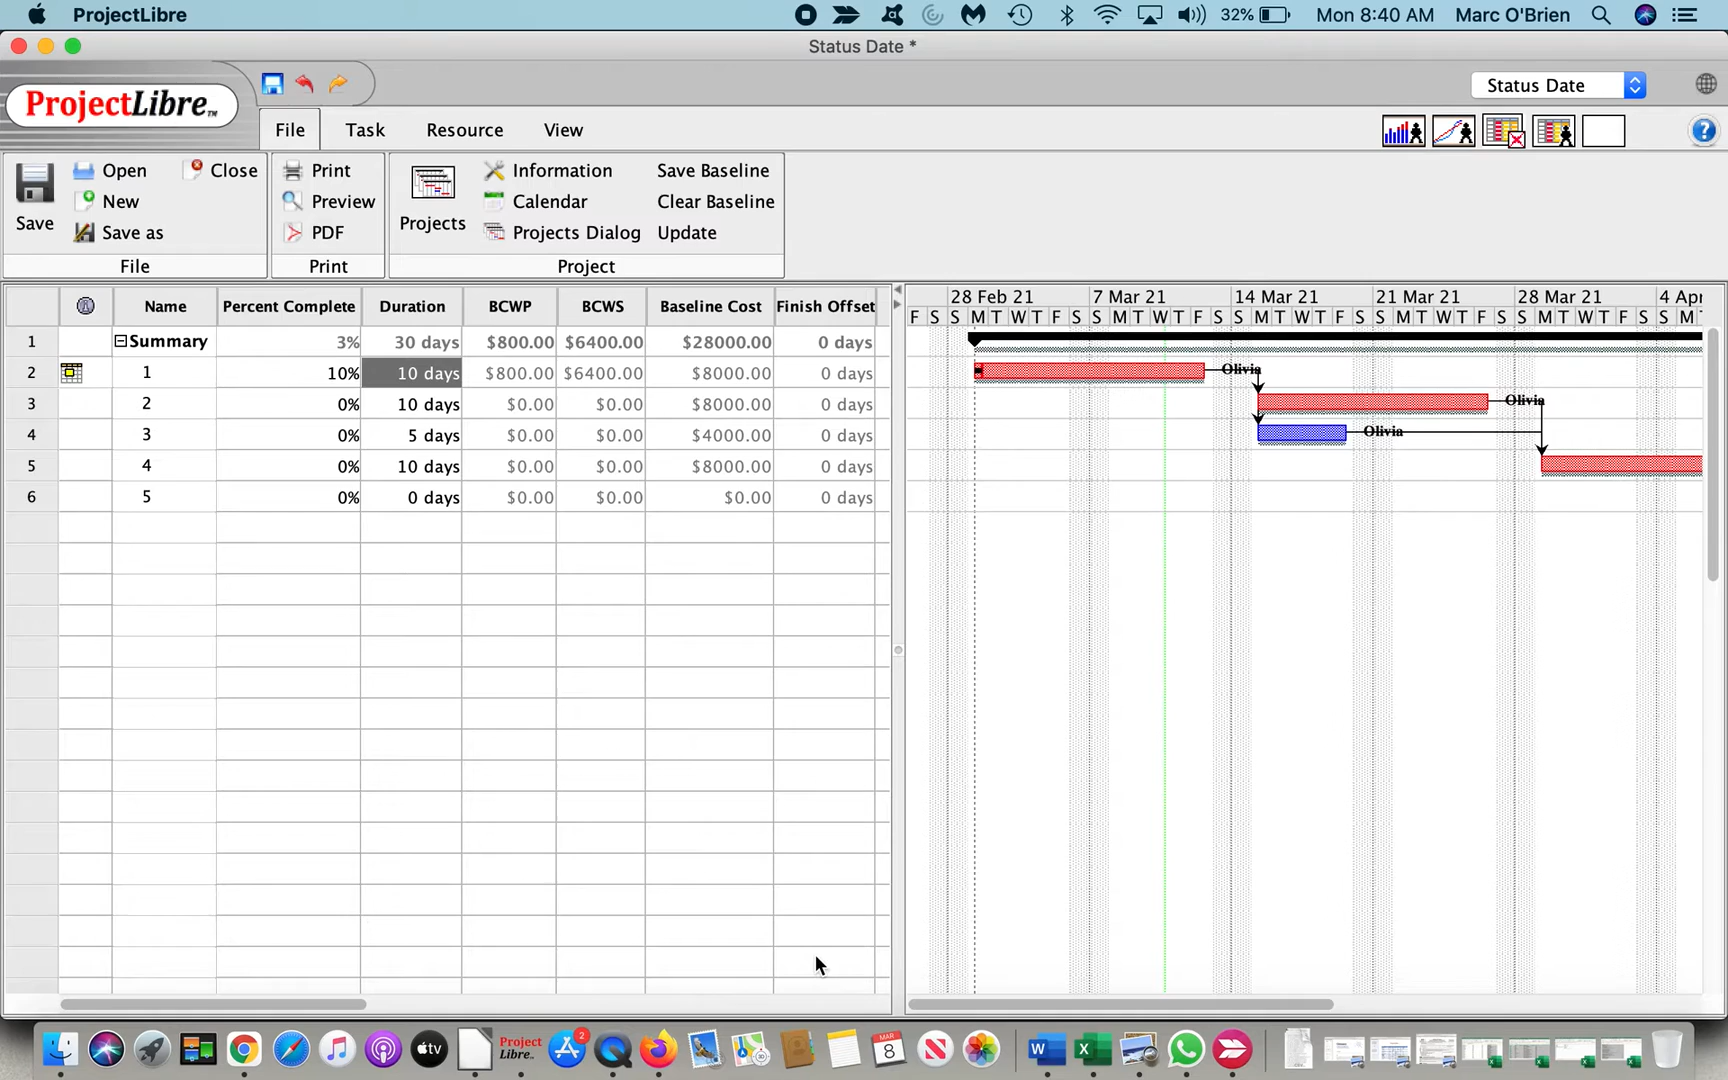 ProjectLibre
32%
Mon 8:40 AM
Marc O'Brien
Status Date *
ProjectLibre™
Status Date
File
Task
Resource
View
?
Save
Open
New
Save as
Close
File
Print
Preview
PDF
Print
Projects
Information
Calendar
Projects Dialog
Save Baseline
Clear Baseline
Update
Project
Name Percent Complete Duration BCWP BCWS Baseline Cost Finish Offset
1 Summary 3% 30 days $800.00 $6400.00 $28000.00 0 days
2 1 10% 10 days $800.00 $6400.00 $8000.00 0 days
3 2 0% 10 days $0.00 $0.00 $8000.00 0 days
4 3 0% 5 days $0.00 $0.00 $4000.00 0 days
5 4 0% 10 days $0.00 $0.00 $8000.00 0 days
6 5 0% 0 days $0.00 $0.00 $0.00 0 days
28 Feb 21 7 Mar 21 14 Mar 21 21 Mar 21 28 Mar 21 4 Apr
F S S M T W T F S S M T W T F S S M T W T F S S M T W T F S S M T W T F S S M
Olivia
Olivia
Olivia
tv
Project
Libre..
2
MAR
8
W
X